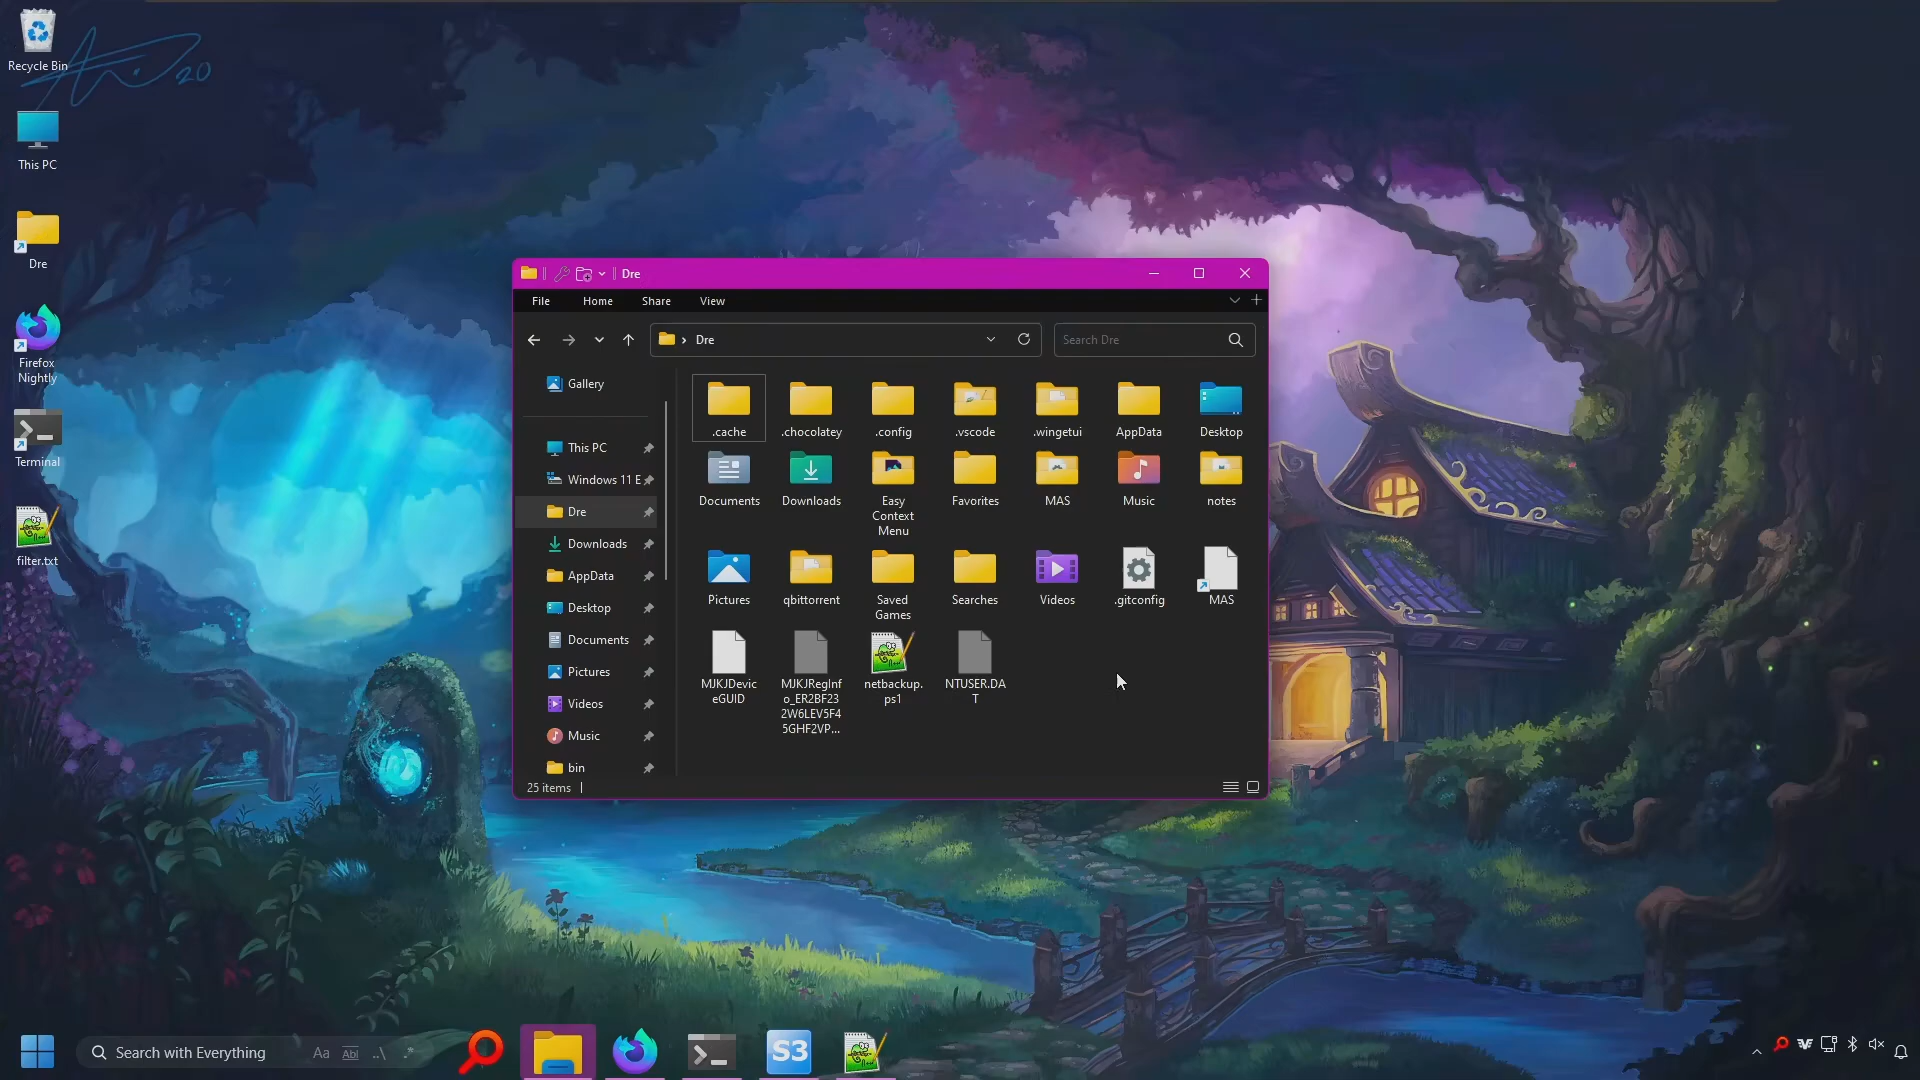 Recycle Bin
20
This PC
Dre
Firefox
Nightly
Terminal
filter.txt
Dre
File Home Share View
Dre
Search Dre
Gallery
This PC
Windows 11 E
Dre
Downloads
AppData
Desktop
Documents
Pictures
Videos
Music
bin
.cache .chocolatey .config .vscode .wingetui AppData Desktop
Documents Downloads Easy Context Menu Favorites MAS Music notes
Pictures qbittorrent Saved Games Searches Videos .gitconfig MAS
MJKJDevic
eGUID
MJKJRegInf
o_ER2BF23
2W6LEV5F4
5GHF2VP...
netbackup.
ps1
NTUSER.DA
T
25 items
Search with Everything Aa Ab| ..\ .*
S3